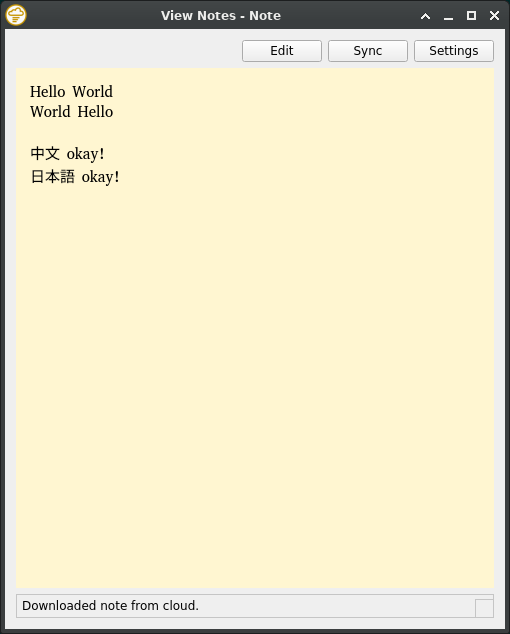 View Notes - Note
Edit Sync Settings
Hello World
World Hello
中文 okay!
日本語 okay!
Downloaded note from cloud.